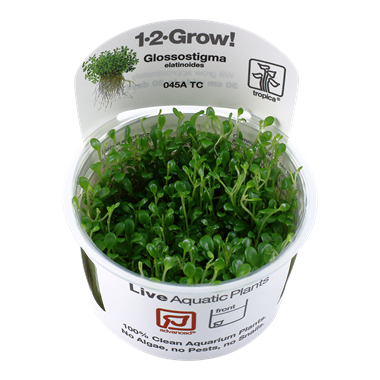 1•2•Grow!
Glossostigma
elatinoides
045A TC
tropica®
Live Aquatic Plants
front
advanced®
100% Clean Aquarium Plants.
No Algae, no Pests, no Snails.